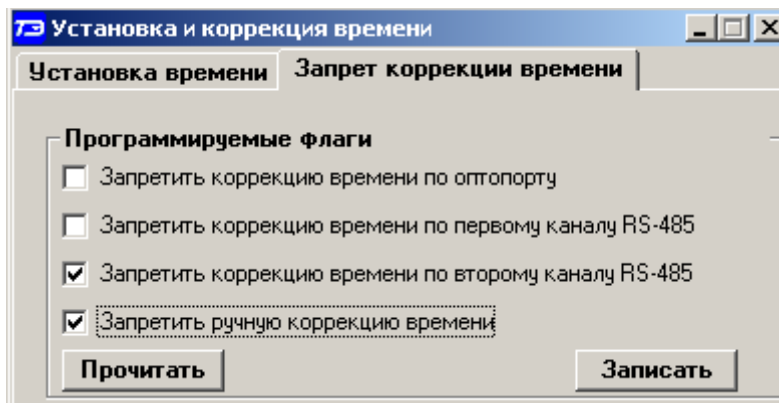 ТЭ Установка и коррекция времени
Установка времени Запрет коррекции времени
Программируемые флаги
Запретить коррекцию времени по оптопорту
Запретить коррекцию времени по первому каналу RS-485
Запретить коррекцию времени по второму каналу RS-485
Запретить ручную коррекцию времени
Прочитать Записать